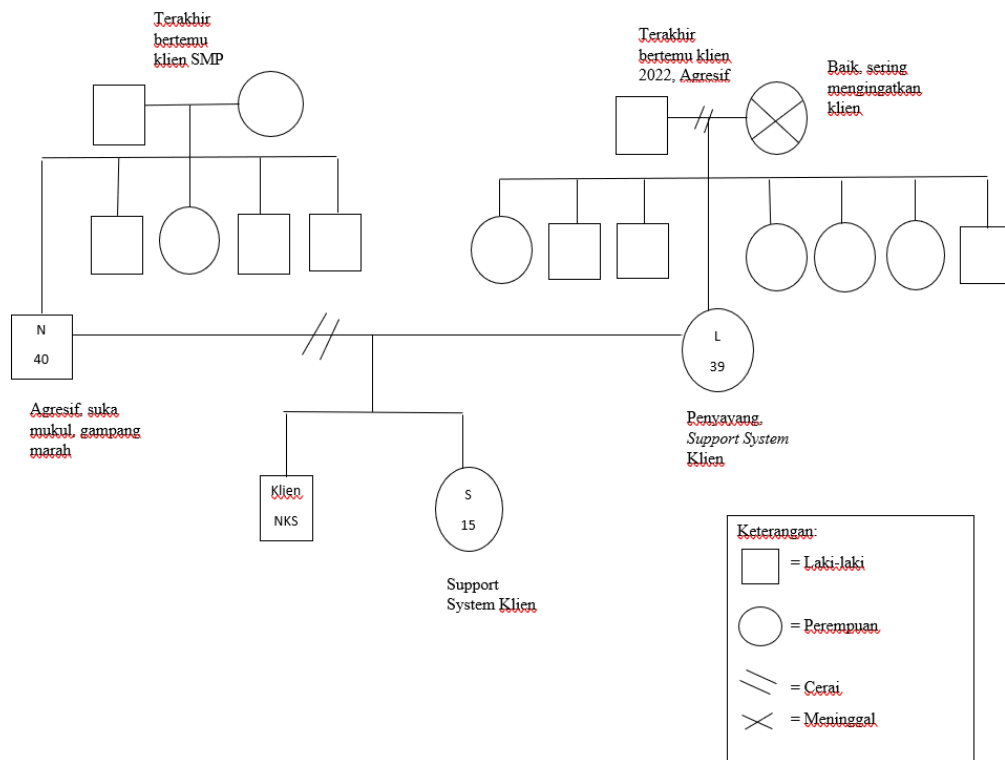 Terakhir
bertemu
klien SMP
Terakhir
bertemu klien
2022, Agresif
Baik, sering
mengingatkan
klien
N
40
L
39
Agresif, suka
mukul, gampang
marah
Penyayang,
Support System
Klien
Klien
NKS
S
15
Support
System Klien
Keterangan:
= Laki-laki
= Perempuan
= Cerai
= Meninggal